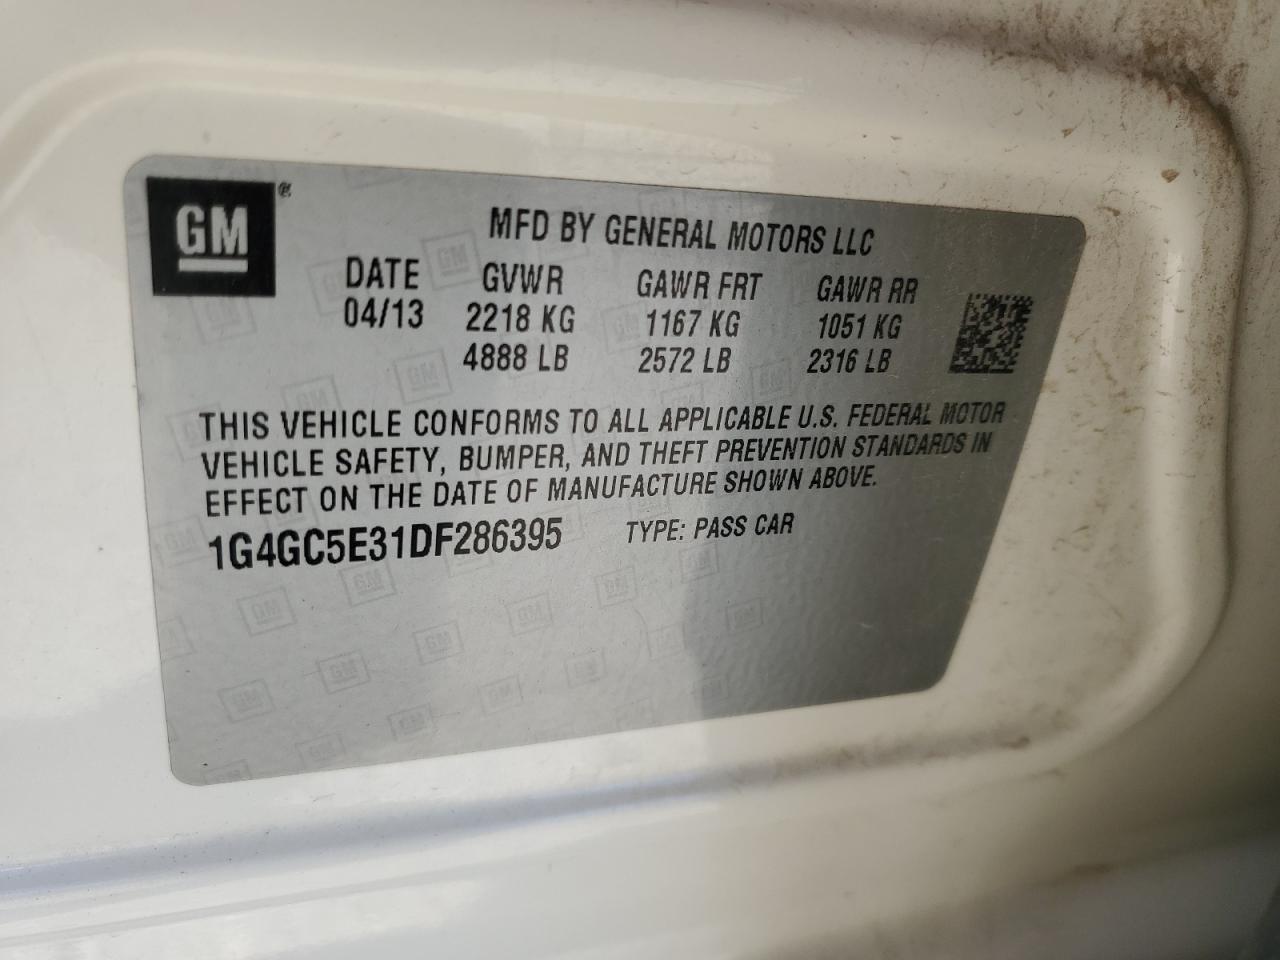 GM®
MFD BY GENERAL MOTORS LLC
DATE GVWR GAWR FRT GAWR RR
04/13 2218 KG 1167 KG 1051 KG
4888 LB 2572 LB 2316 LB
THIS VEHICLE CONFORMS TO ALL APPLICABLE U.S. FEDERAL MOTOR
VEHICLE SAFETY, BUMPER, AND THEFT PREVENTION STANDARDS IN
EFFECT ON THE DATE OF MANUFACTURE SHOWN ABOVE.
1G4GC5E31DF286395 TYPE: PASS CAR